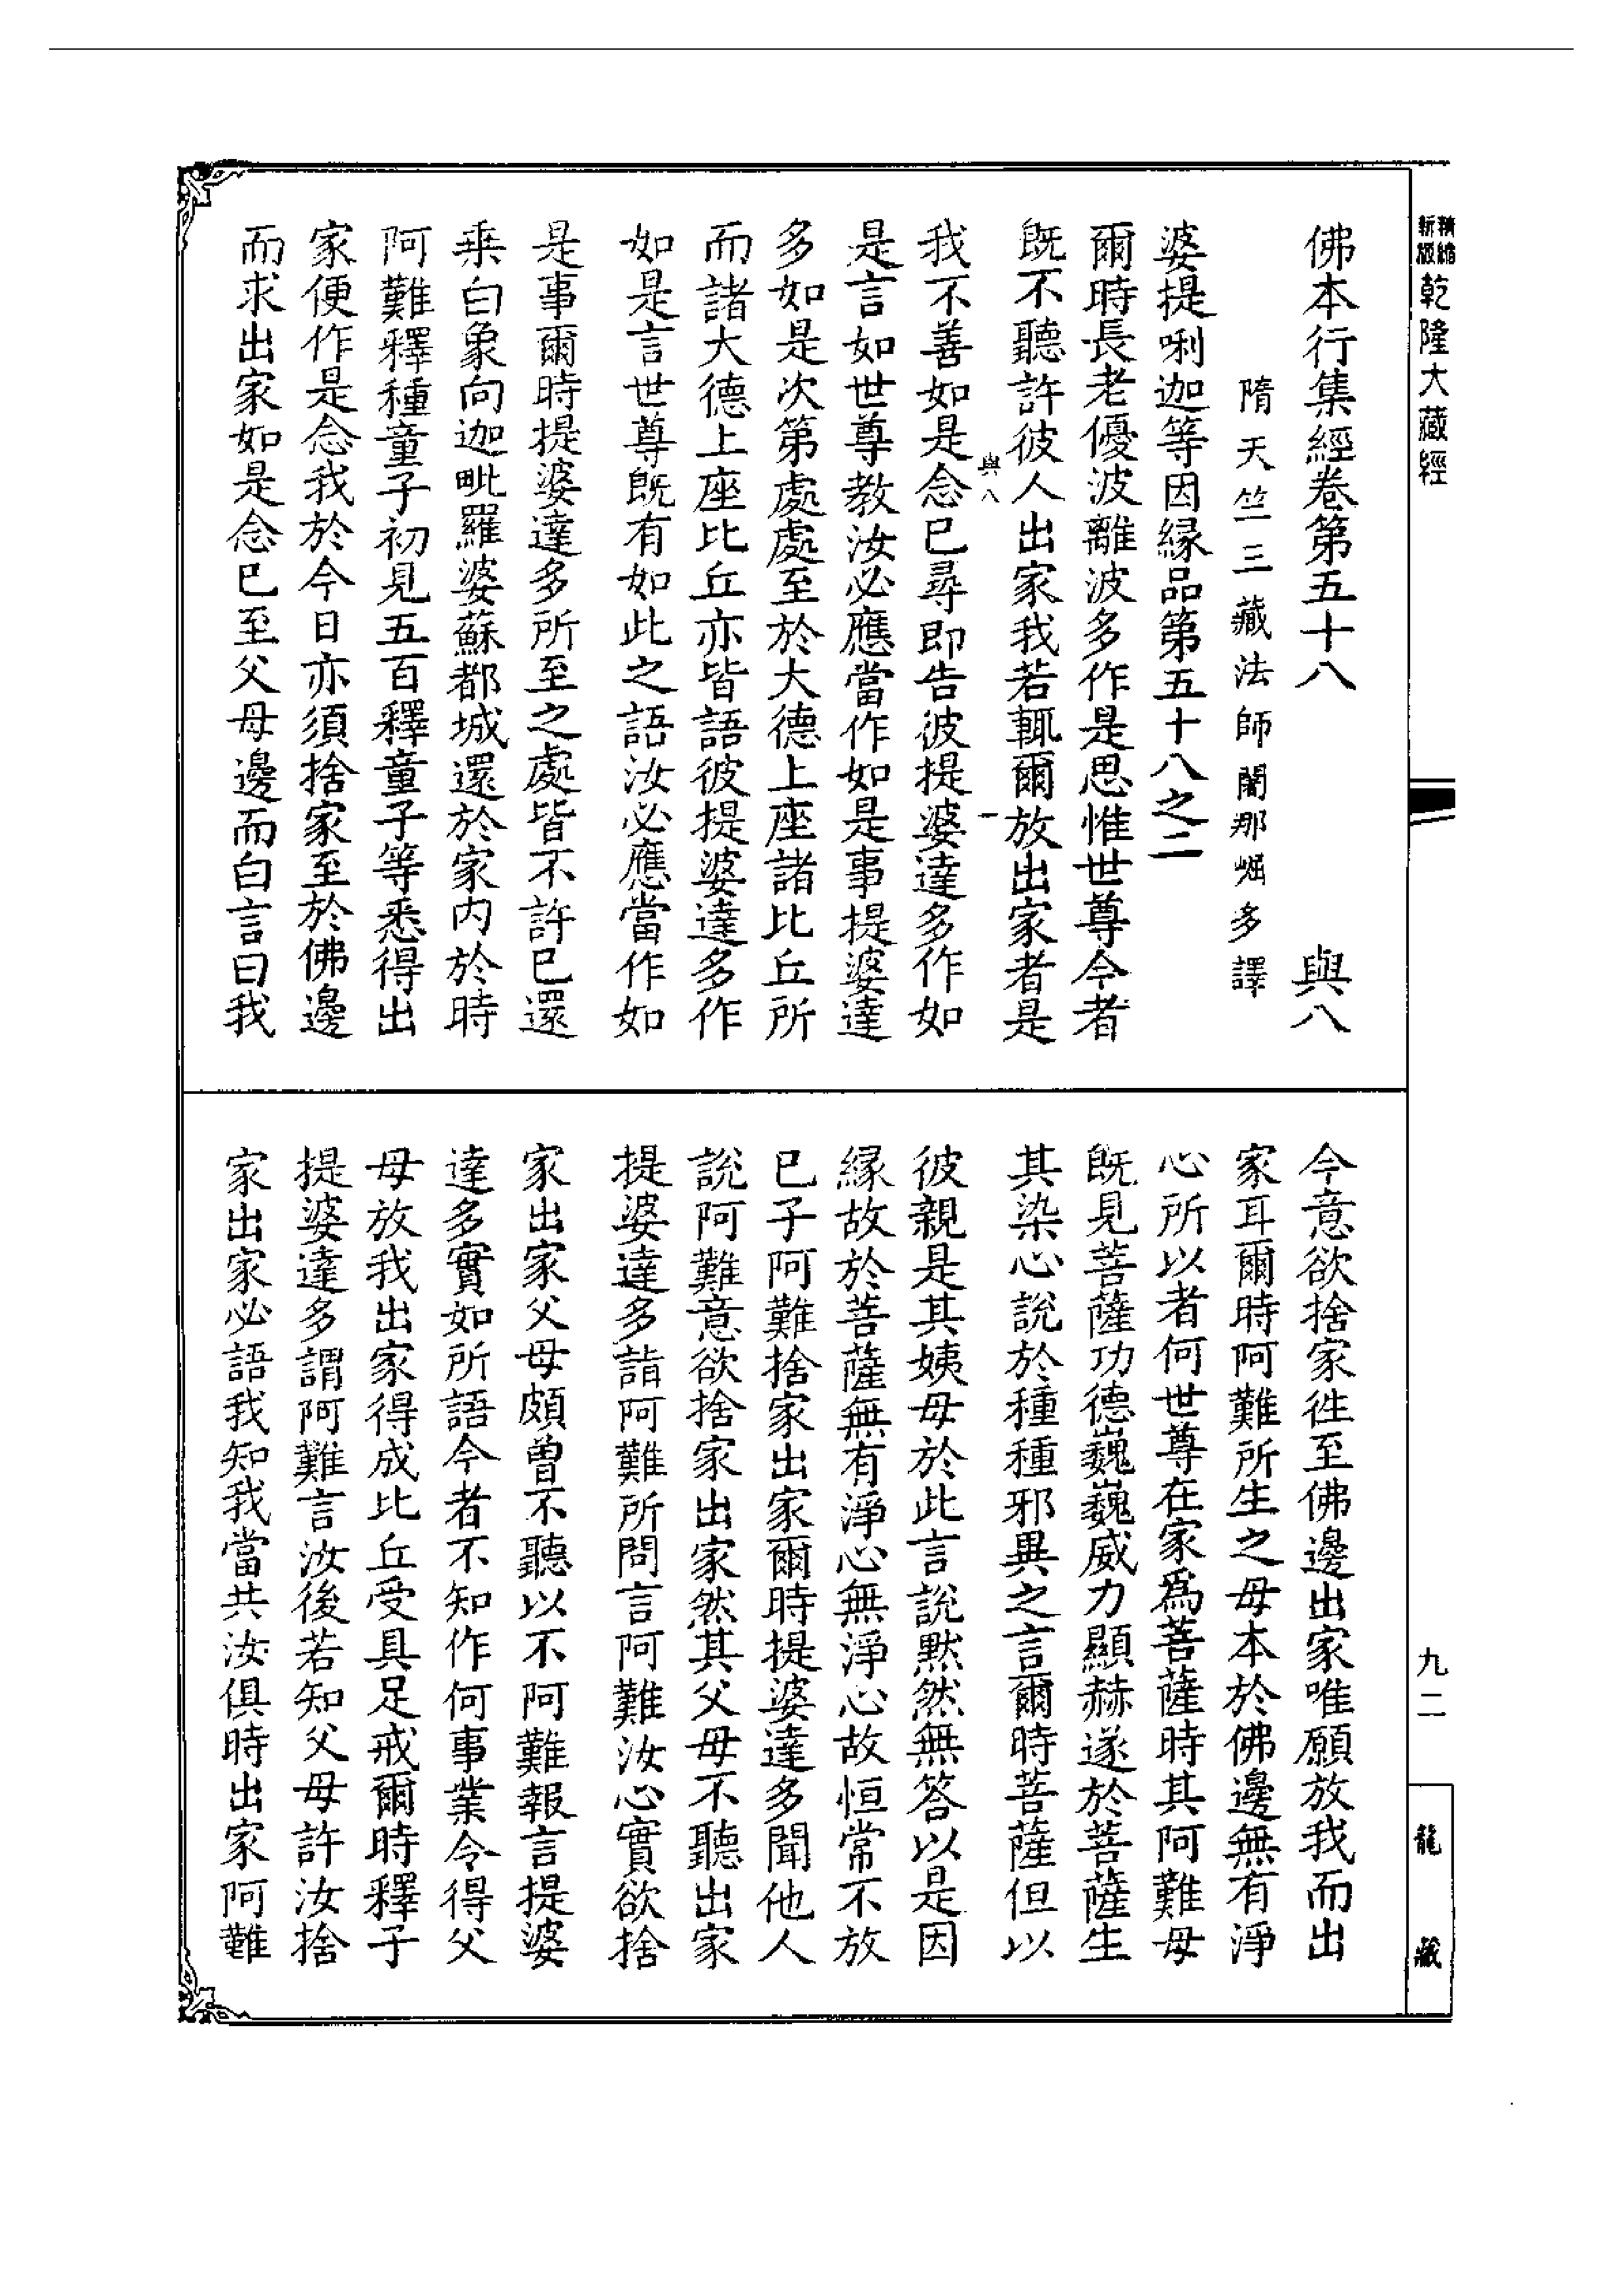 精縮
新版
乾隆大藏經
佛本行集經卷第五十八 與八
隋天竺三藏法師闍那崛多譯
婆提唎迦等因緣品第五十八之二
爾時長老優波離波多作是思惟世尊今者
既不聽許彼人出家我若輒爾放出家者是
與八 一
我不善如是念已尋即告彼提婆達多作如
是言如世尊教汝必應當作如是事提婆達
多如是次第處處至於大德上座諸比丘所
而諸大德上座比丘亦皆語彼提婆達多作
如是言世尊既有如此之語汝必應當作如
是事爾時提婆達多所至之處皆不許已還
乘白象向迦毗羅婆蘇都城還於家內於時
阿難釋種童子初見五百釋童子等悉得出
家便作是念我於今日亦須捨家至於佛邊
而求出家如是念已至父母邊而白言曰我
今意欲捨家徃至佛邊出家唯願放我而出
家耳爾時阿難所生之母本於佛邊無有淨
心所以者何世尊在家為菩薩時其阿難母
既見菩薩功德巍巍威力顯赫遂於菩薩生
其染心說於種種邪異之言爾時菩薩但以
彼親是其姨母於此言說默然無答以是因
緣故於菩薩無有淨心無淨心故恒常不放
已子阿難捨家出家爾時提婆達多聞他人
說阿難意欲捨家出家然其父母不聽出家
提婆達多詣阿難所問言阿難汝心實欲捨
家出家父母頗曾不聽以不阿難報言提婆
達多實如所語今者不知作何事業令得父
母放我出家得成比丘受具足戒爾時釋子
提婆達多謂阿難言汝後若知父母許汝捨
家出家必語我知我當共汝俱時出家阿難
九二
龍藏